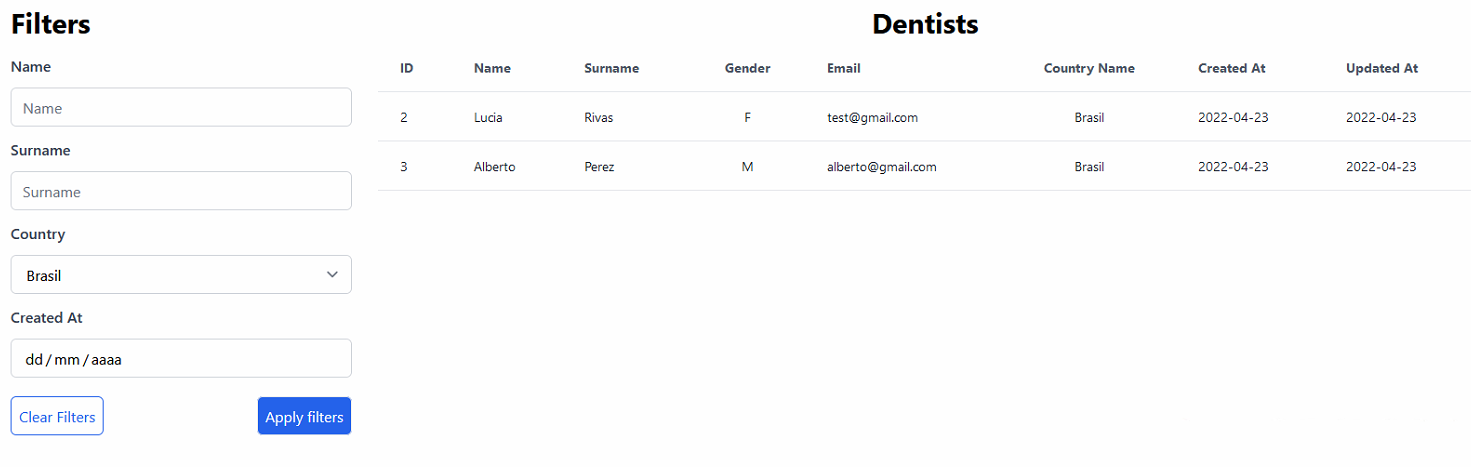 Filters
Name
Name
Surname
Surname
Country
Brasil
Created At
dd / mm / aaaa
Clear Filters Apply filters
Dentists
ID Name Surname Gender Email Country Name Created At Updated At
2 Lucia Rivas F test@gmail.com Brasil 2022-04-23 2022-04-23
3 Alberto Perez M alberto@gmail.com Brasil 2022-04-23 2022-04-23